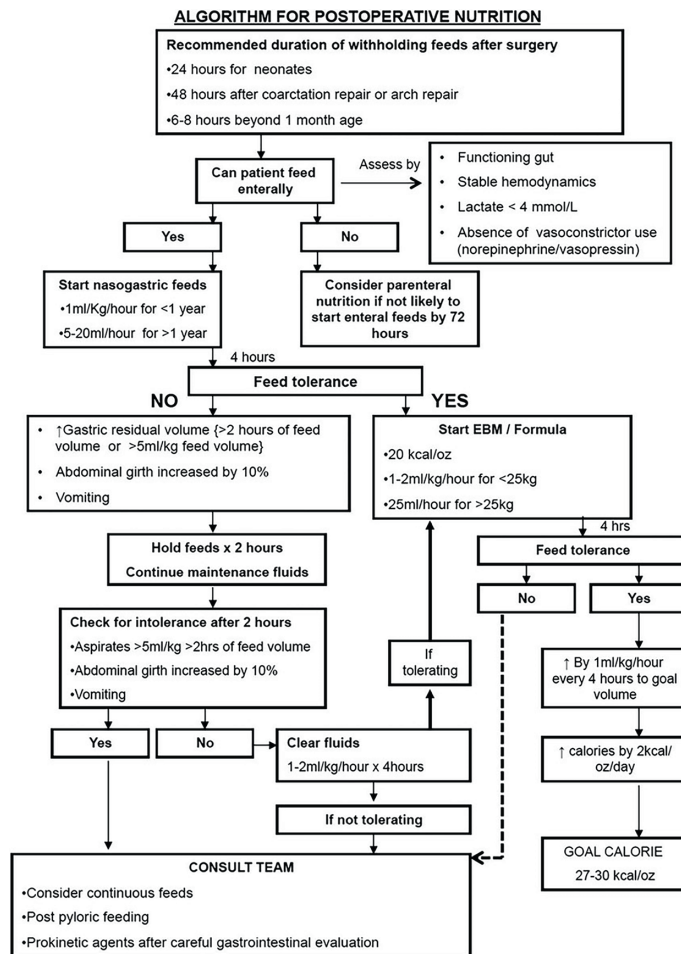 ALGORITHM FOR POSTOPERATIVE NUTRITION
Recommended duration of withholding feeds after surgery
•24 hours for neonates
•48 hours after coarctation repair or arch repair
•6-8 hours beyond 1 month age
Can patient feed
enterally
Assess by
• Functioning gut
• Stable hemodynamics
• Lactate < 4 mmol/L
• Absence of vasoconstrictor use
(norepinephrine/vasopressin)
Yes
No
Start nasogastric feeds
•1ml/Kg/hour for <1 year
•5-20ml/hour for >1 year
Consider parenteral
nutrition if not likely to
start enteral feeds by 72
hours
4 hours
Feed tolerance
NO
YES
• ↑Gastric residual volume {>2 hours of feed
volume or >5ml/kg feed volume}
• Abdominal girth increased by 10%
• Vomiting
Start EBM / Formula
•20 kcal/oz
•1-2ml/kg/hour for <25kg
•25ml/hour for >25kg
4 hrs
Hold feeds x 2 hours
Continue maintenance fluids
Feed tolerance
No
Yes
Check for intolerance after 2 hours
•Aspirates >5ml/kg >2hrs of feed volume
•Abdominal girth increased by 10%
•Vomiting
If
tolerating
↑ By 1ml/kg/hour
every 4 hours to goal
volume
Yes
No
Clear fluids
1-2ml/kg/hour x 4hours
↑ calories by 2kcal/
oz/day
If not tolerating
CONSULT TEAM
•Consider continuous feeds
•Post pyloric feeding
•Prokinetic agents after careful gastrointestinal evaluation
GOAL CALORIE
27-30 kcal/oz